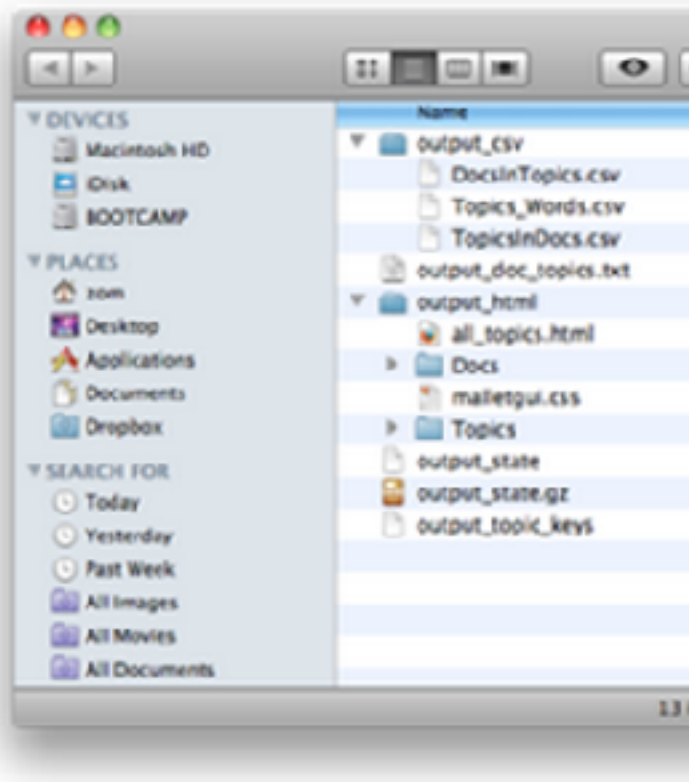 DEVICES
Macintosh HD
iDisk
BOOTCAMP
PLACES
zom
Desktop
Applications
Documents
Dropbox
SEARCH FOR
Today
Yesterday
Past Week
All Images
All Movies
All Documents
Name
output_csv
DocsInTopics.csv
Topics_Words.csv
TopicsInDocs.csv
output_doc_topics.txt
output_html
all_topics.html
Docs
malletgui.css
Topics
output_state
output_state.gz
output_topic_keys
13